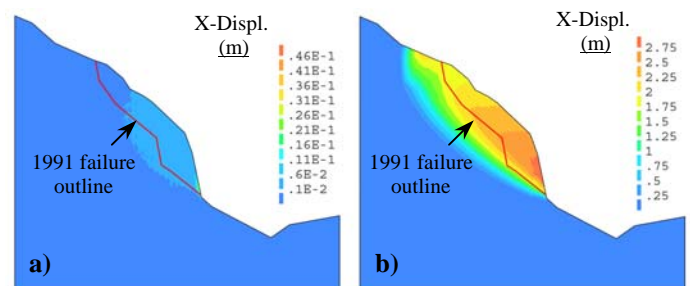 X-Displ.
(m)
.46E-1
.41E-1
.36E-1
.31E-1
.26E-1
.21E-1
.16E-1
.11E-1
.6E-2
.1E-2
1991 failure
outline
a)
X-Displ.
(m)
2.75
2.75
2.25
2
1.75
1.5
1.25
1
.75
.5
.25
1991 failure
outline
b)